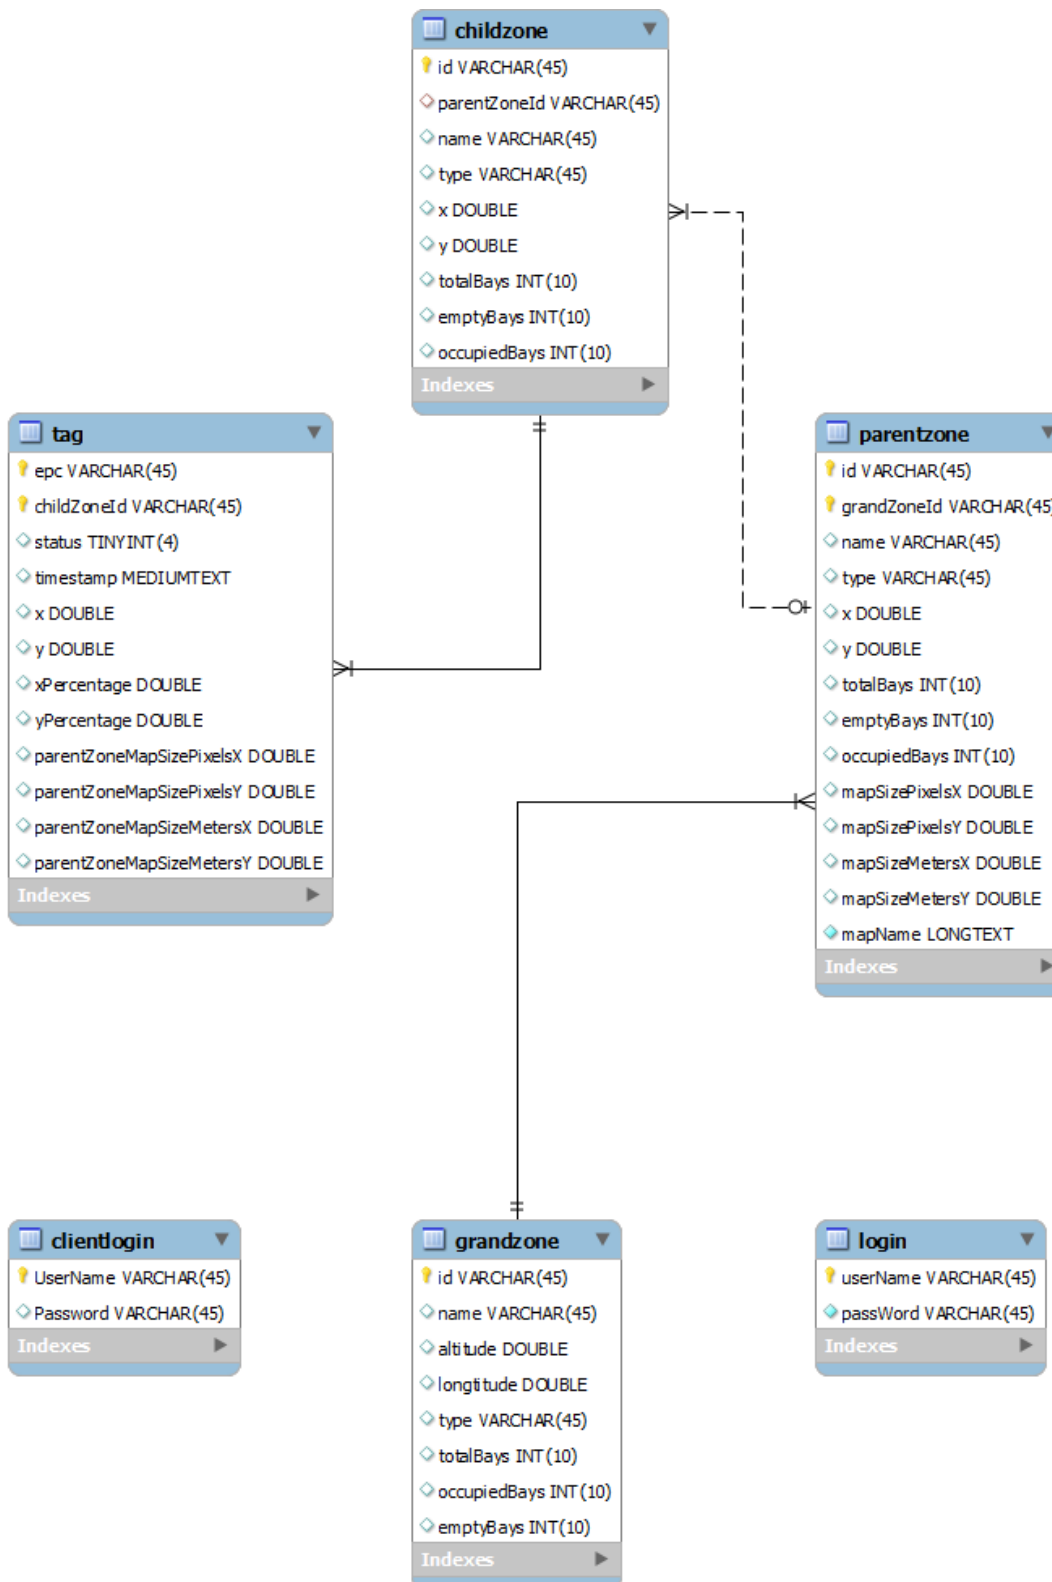 childzone
id VARCHAR(45)
parentZoneId VARCHAR(45)
name VARCHAR(45)
type VARCHAR(45)
x DOUBLE
y DOUBLE
totalBays INT(10)
emptyBays INT(10)
occupiedBays INT(10)
Indexes
tag
epc VARCHAR(45)
childZoneId VARCHAR(45)
status TINYINT(4)
timestamp MEDIUMTEXT
x DOUBLE
y DOUBLE
xPercentage DOUBLE
yPercentage DOUBLE
parentZoneMapSizePixelsX DOUBLE
parentZoneMapSizePixelsY DOUBLE
parentZoneMapSizeMetersX DOUBLE
parentZoneMapSizeMetersY DOUBLE
Indexes
parentzone
id VARCHAR(45)
grandZoneId VARCHAR(45)
name VARCHAR(45)
type VARCHAR(45)
x DOUBLE
y DOUBLE
totalBays INT(10)
emptyBays INT(10)
occupiedBays INT(10)
mapSizePixelsX DOUBLE
mapSizePixelsY DOUBLE
mapSizeMetersX DOUBLE
mapSizeMetersY DOUBLE
mapName LONGTEXT
Indexes
clientlogin
UserName VARCHAR(45)
Password VARCHAR(45)
Indexes
grandzone
id VARCHAR(45)
name VARCHAR(45)
altitude DOUBLE
longtitude DOUBLE
type VARCHAR(45)
totalBays INT(10)
occupiedBays INT(10)
emptyBays INT(10)
Indexes
login
userName VARCHAR(45)
passWord VARCHAR(45)
Indexes